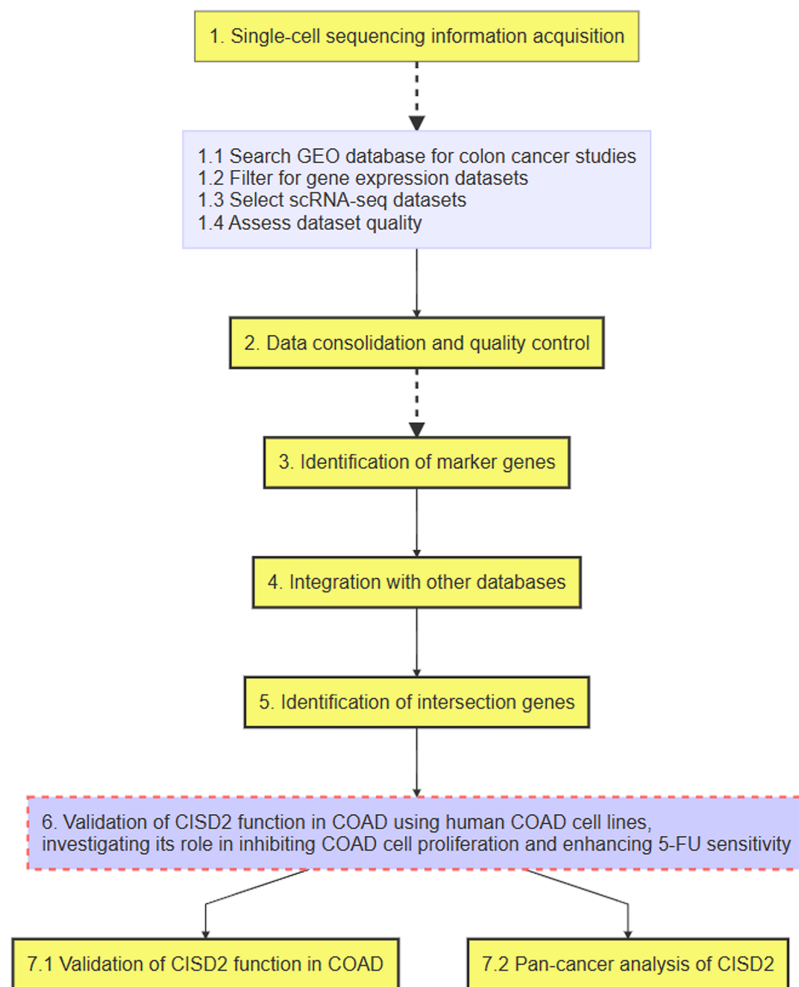 1. Single-cell sequencing information acquisition
1.1 Search GEO database for colon cancer studies
1.2 Filter for gene expression datasets
1.3 Select scRNA-seq datasets
1.4 Assess dataset quality
2. Data consolidation and quality control
3. Identification of marker genes
4. Integration with other databases
5. Identification of intersection genes
6. Validation of CISD2 function in COAD using human COAD cell lines,
investigating its role in inhibiting COAD cell proliferation and enhancing 5-FU sensitivity
7.1 Validation of CISD2 function in COAD
7.2 Pan-cancer analysis of CISD2